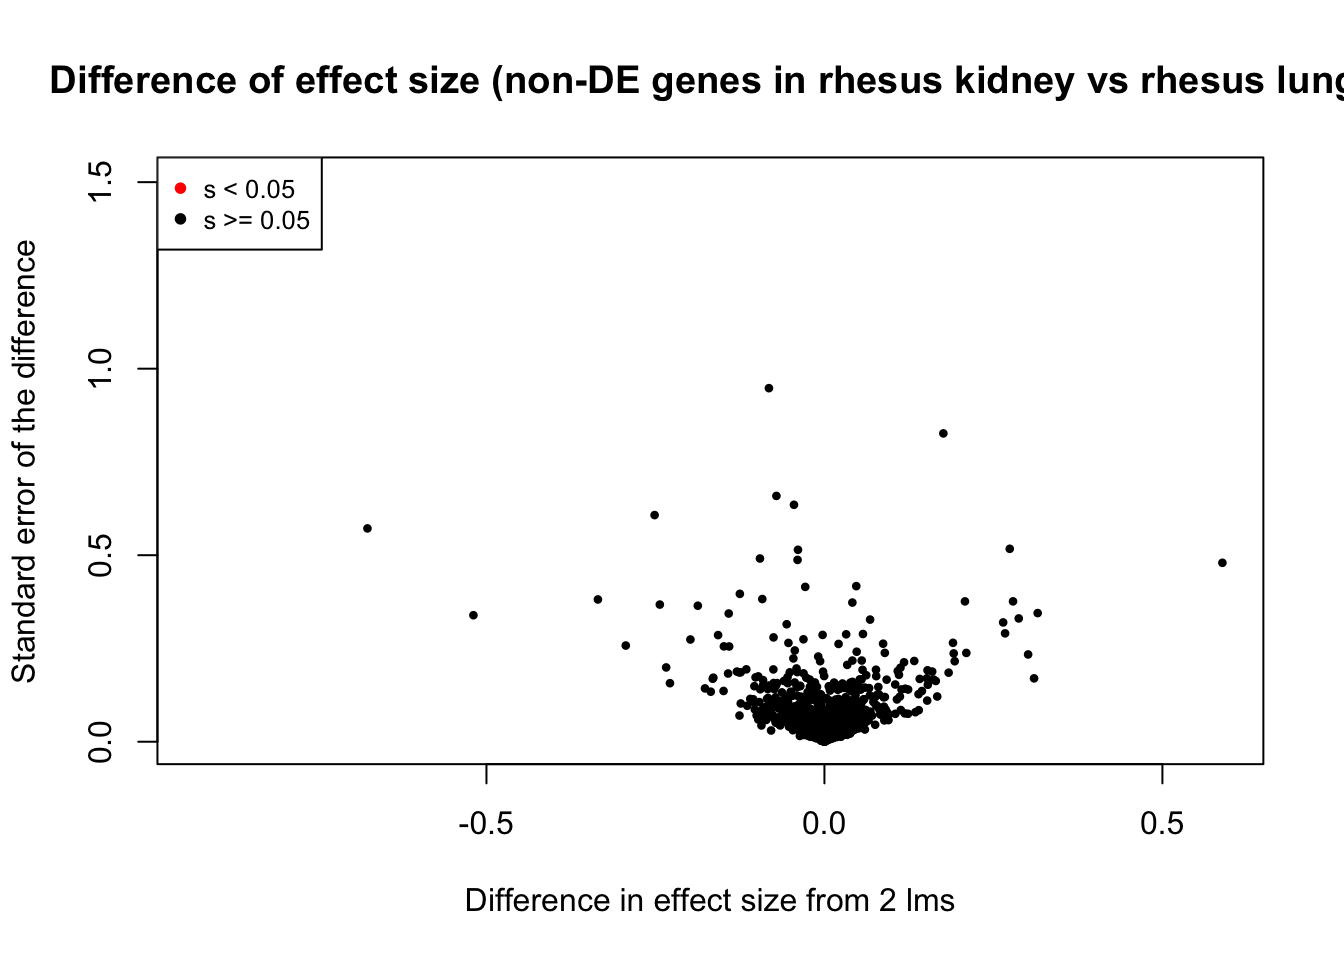 Difference of effect size (non-DE genes in rhesus kidney vs rhesus lung
s < 0.05
s >= 0.05
Standard error of the difference
1.5
1.0
0.5
0.0
-0.5
0.0
0.5
Difference in effect size from 2 lms